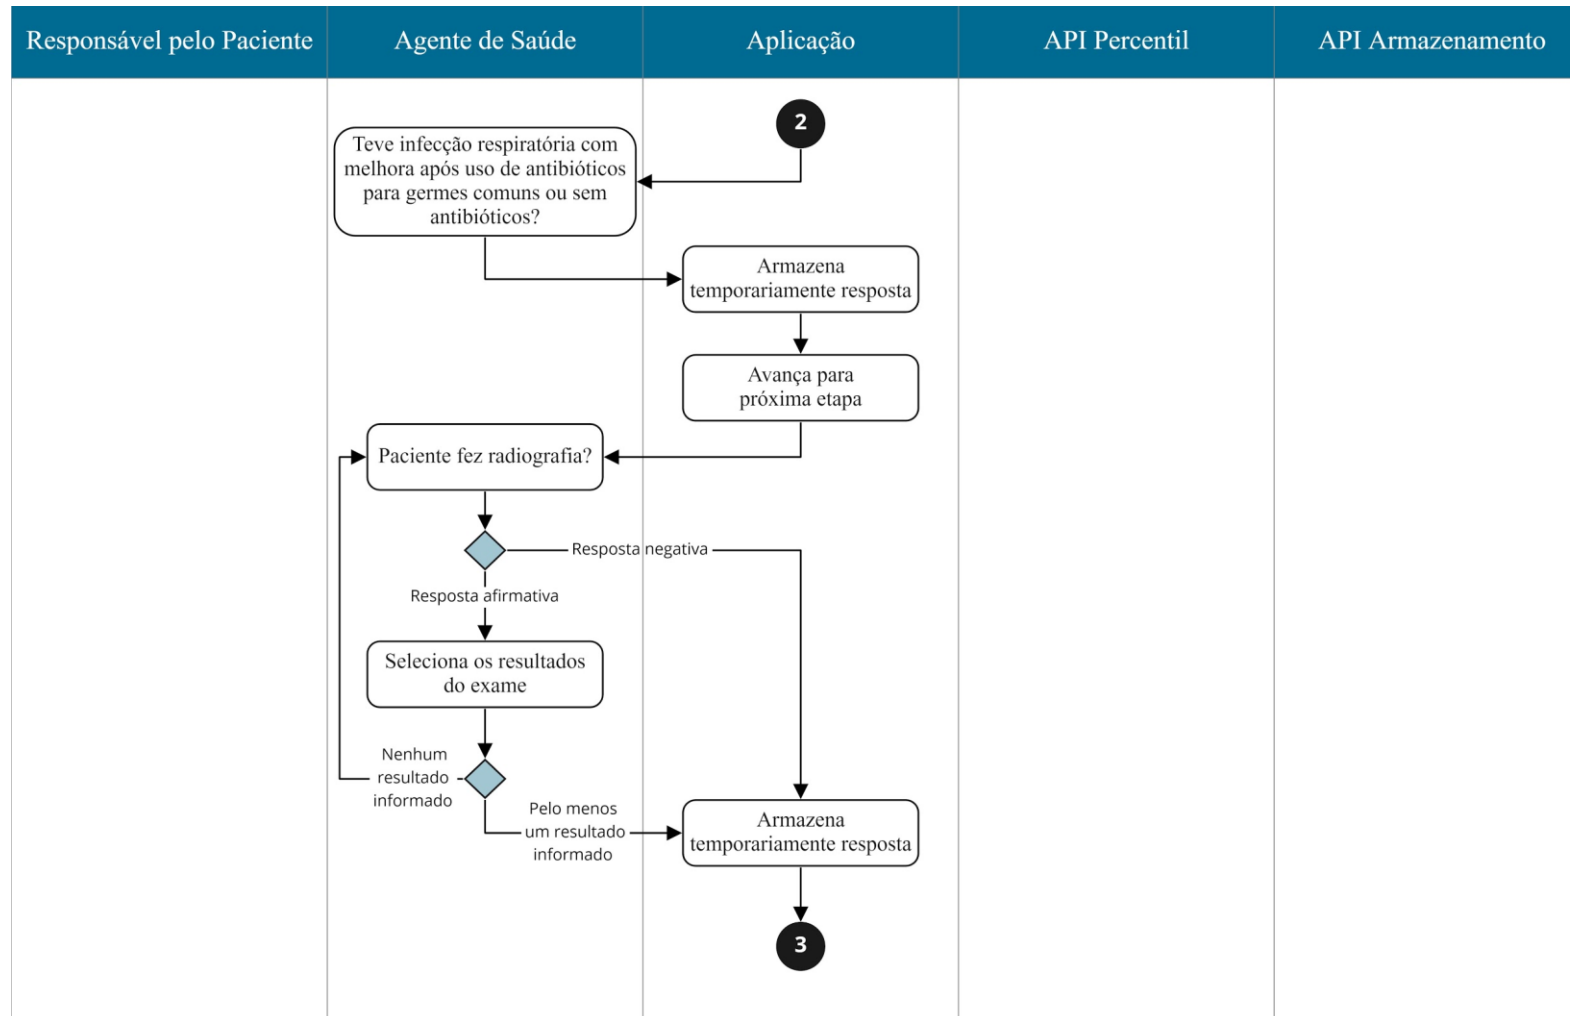 Responsável pelo Paciente
Agente de Saúde
Aplicação
API Percentil
API Armazenamento
2
Teve infecção respiratória com
melhora após uso de antibióticos
para germes comuns ou sem
antibióticos?
Armazena
temporariamente resposta
Avança para
próxima etapa
Paciente fez radiografia?
Resposta negativa
Resposta afirmativa
Seleciona os resultados
do exame
Nenhum
resultado
informado
Pelo menos
um resultado
informado
Armazena
temporariamente resposta
3